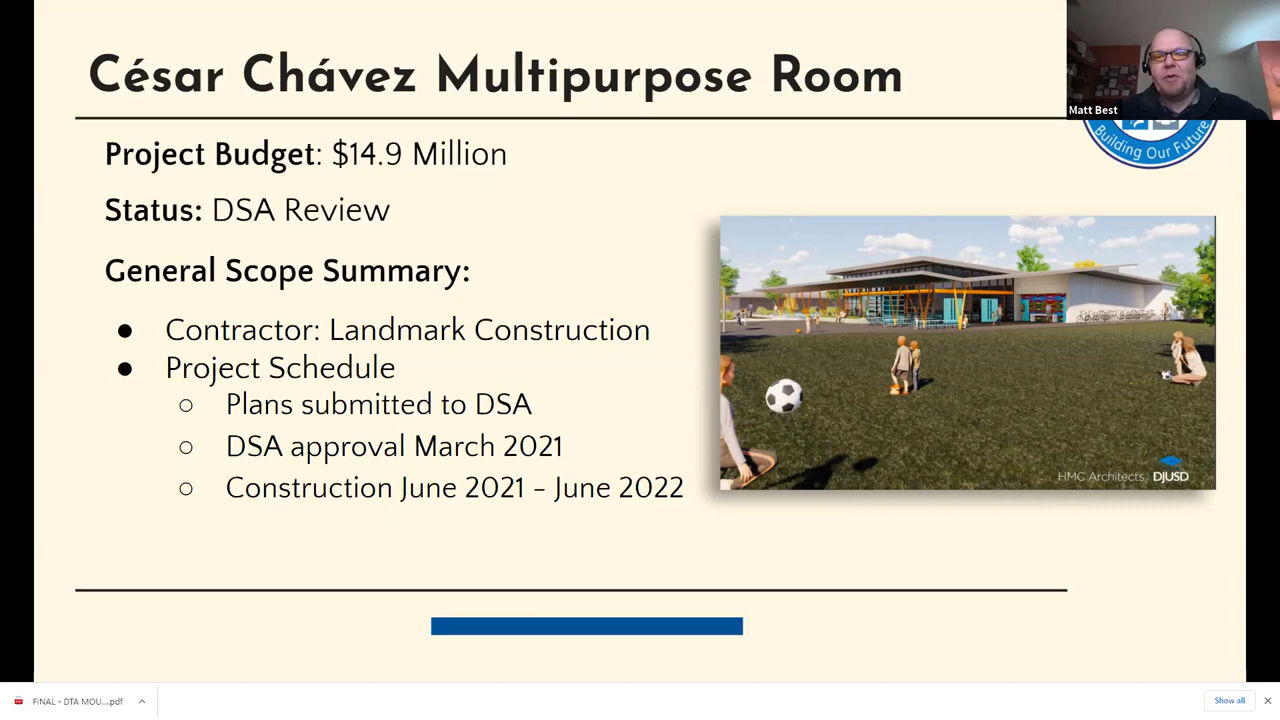 César Chávez Multipurpose Room
Matt Best
Building Our Future
Project Budget: $14.9 Million
Status: DSA Review
General Scope Summary:
● Contractor: Landmark Construction
● Project Schedule
○ Plans submitted to DSA
○ DSA approval March 2021
○ Construction June 2021 – June 2022
HMC Architects DJUSD
FINAL - DTA MOU....pdf
Show all